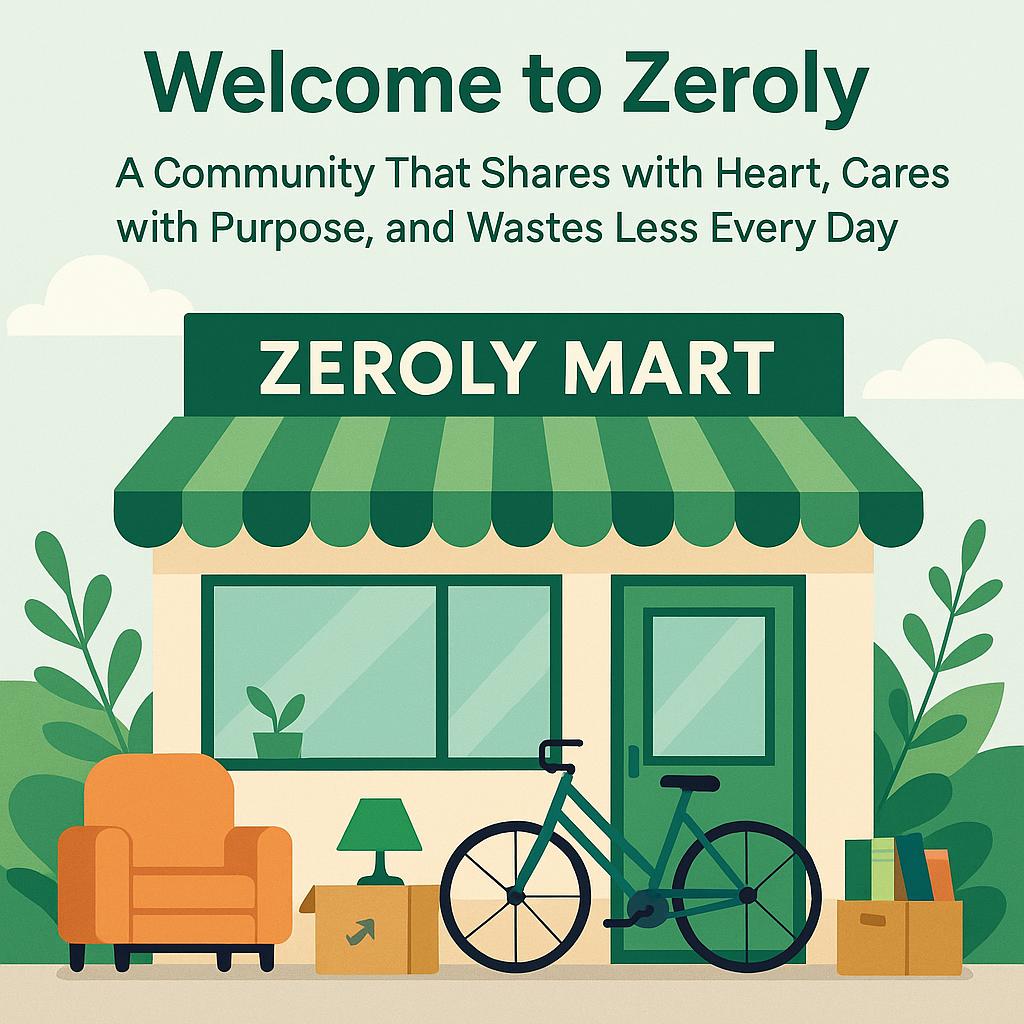 Welcome to Zeroly
A Community That Shares with Heart, Cares
with Purpose, and Wastes Less Every Day
ZEROLY MART